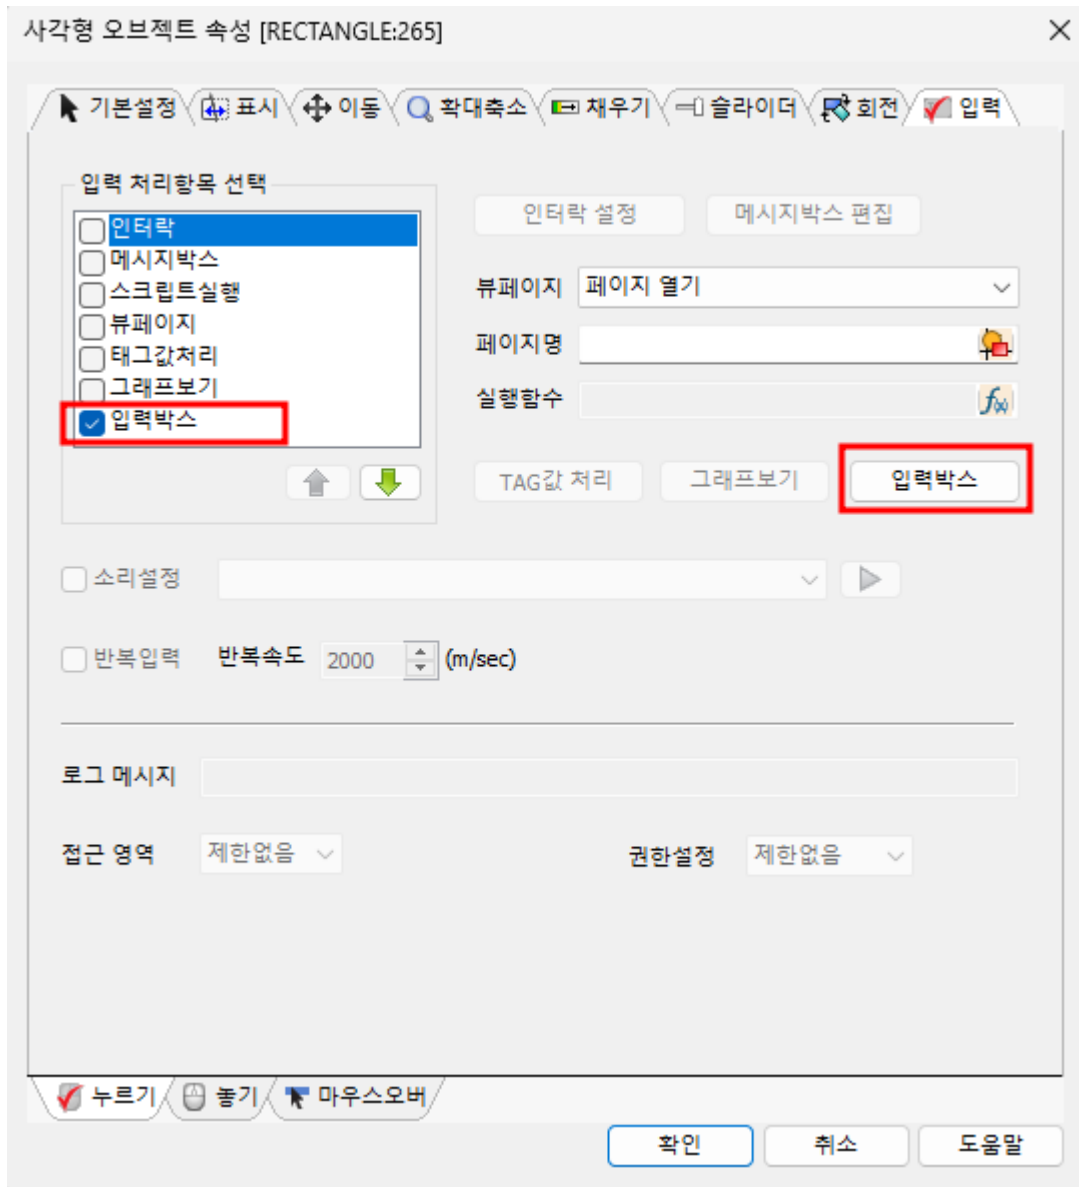 사각형 오브젝트 속성 [RECTANGLE:265]
기본설정 표시 이동 확대축소 채우기 슬라이더 회전 입력
입력 처리항목 선택
인터락
메시지박스
스크립트실행
뷰페이지
태그값처리
그래프보기
입력박스
인터락 설정 메시지박스 편집
뷰페이지 페이지 열기
페이지명
실행함수 f(x)
TAG값 처리 그래프보기 입력박스
소리설정
반복입력 반복속도 2000 (m/sec)
로그 메시지
접근 영역 제한없음 권한설정 제한없음
누르기 놓기 마우스오버
확인 취소 도움말